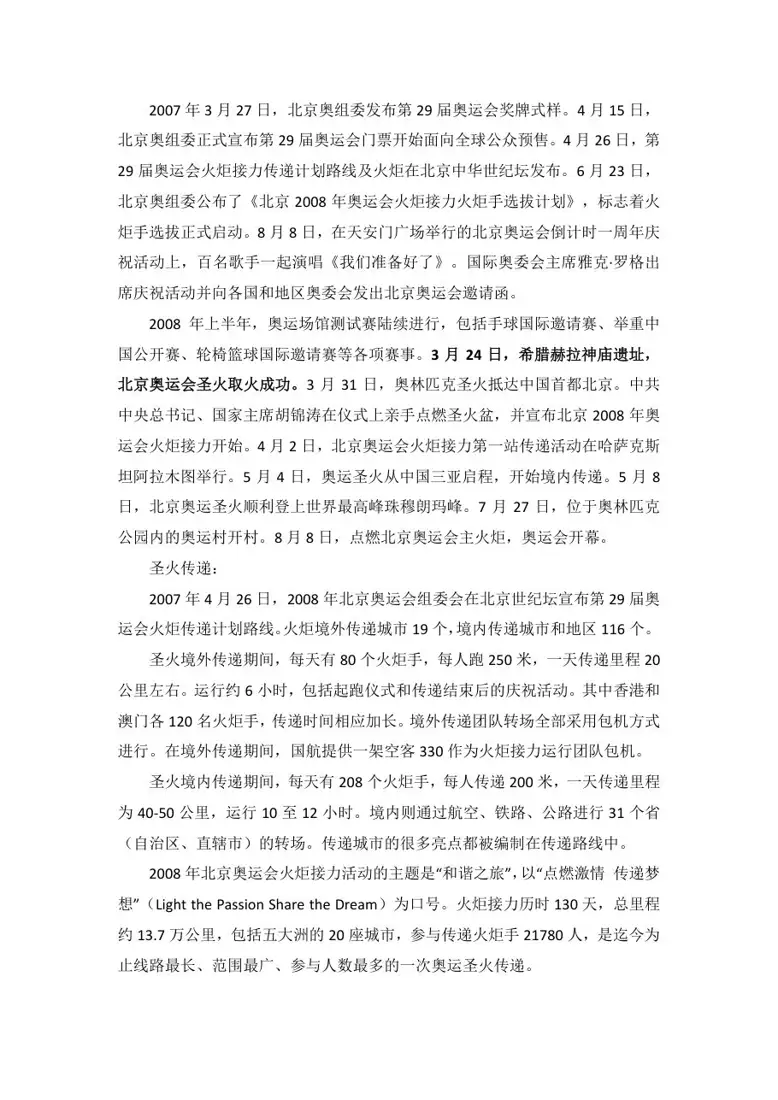 2007 年 3 月 27 日，北京奥组委发布第 29 届奥运会奖牌式样。4 月 15 日，
北京奥组委正式宣布第 29 届奥运会门票开始面向全球公众预售。4 月 26 日，第
29 届奥运会火炬接力传递计划路线及火炬在北京中华世纪坛发布。6 月 23 日，
北京奥组委公布了《北京 2008 年奥运会火炬接力火炬手选拔计划》，标志着火
炬手选拔正式启动。8 月 8 日，在天安门广场举行的北京奥运会倒计时一周年庆
祝活动上，百名歌手一起演唱《我们准备好了》。国际奥委会主席雅克·罗格出
席庆祝活动并向各国和地区奥委会发出北京奥运会邀请函。
2008 年上半年，奥运场馆测试赛陆续进行，包括手球国际邀请赛、举重中
国公开赛、轮椅篮球国际邀请赛等各项赛事。3 月 24 日，希腊赫拉神庙遗址，
北京奥运会圣火取火成功。3 月 31 日，奥林匹克圣火抵达中国首都北京。中共
中央总书记、国家主席胡锦涛在仪式上亲手点燃圣火盆，并宣布北京 2008 年奥
运会火炬接力开始。4 月 2 日，北京奥运会火炬接力第一站传递活动在哈萨克斯
坦阿拉木图举行。5 月 4 日，奥运圣火从中国三亚启程，开始境内传递。5 月 8
日，北京奥运圣火顺利登上世界最高峰珠穆朗玛峰。7 月 27 日，位于奥林匹克
公园内的奥运村开村。8 月 8 日，点燃北京奥运会主火炬，奥运会开幕。
圣火传递：
2007 年 4 月 26 日，2008 年北京奥运会组委会在北京世纪坛宣布第 29 届奥
运会火炬传递计划路线。火炬境外传递城市 19 个，境内传递城市和地区 116 个。
圣火境外传递期间，每天有 80 个火炬手，每人跑 250 米，一天传递里程 20
公里左右。运行约 6 小时，包括起跑仪式和传递结束后的庆祝活动。其中香港和
澳门各 120 名火炬手，传递时间相应加长。境外传递团队转场全部采用包机方式
进行。在境外传递期间，国航提供一架空客 330 作为火炬接力运行团队包机。
圣火境内传递期间，每天有 208 个火炬手，每人传递 200 米，一天传递里程
为 40-50 公里，运行 10 至 12 小时。境内则通过航空、铁路、公路进行 31 个省
（自治区、直辖市）的转场。传递城市的很多亮点都被编制在传递路线中。
2008 年北京奥运会火炬接力活动的主题是“和谐之旅”，以“点燃激情 传递梦
想”（Light the Passion Share the Dream）为口号。火炬接力历时 130 天，总里程
约 13.7 万公里，包括五大洲的 20 座城市，参与传递火炬手 21780 人，是迄今为
止线路最长、范围最广、参与人数最多的一次奥运圣火传递。